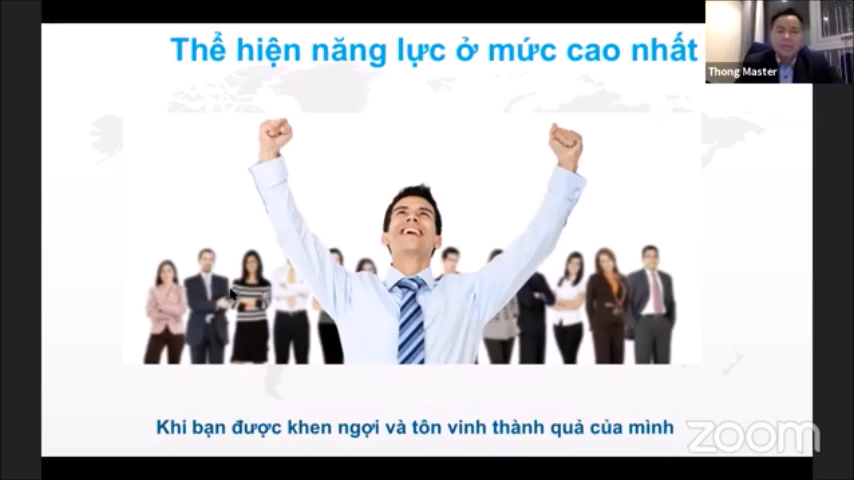 Thể hiện năng lực ở mức cao nhất
Thong Master
Khi bạn được khen ngợi và tôn vinh thành quả của mình
zoom